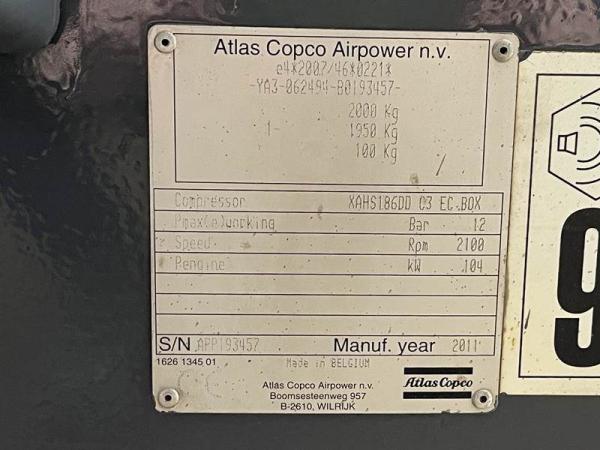 Atlas Copco Airpower n.v.
e4*2007/46*0221*
-YA3-062494-B0193457-
2000 Kg
1- 1950 Kg
100 Kg
/
Compressor XAHS186DD C3 EC BOX
Pmax(e)working Bar 12
Speed Rpm 2100
Pengine kW 104
S/N APP193457 Manuf. year 2011
1626 1345 01 Made in BELGIUM
Atlas Copco Airpower n.v.
Boomsesteenweg 957
B-2610, WILRIJK
Atlas Copco
9